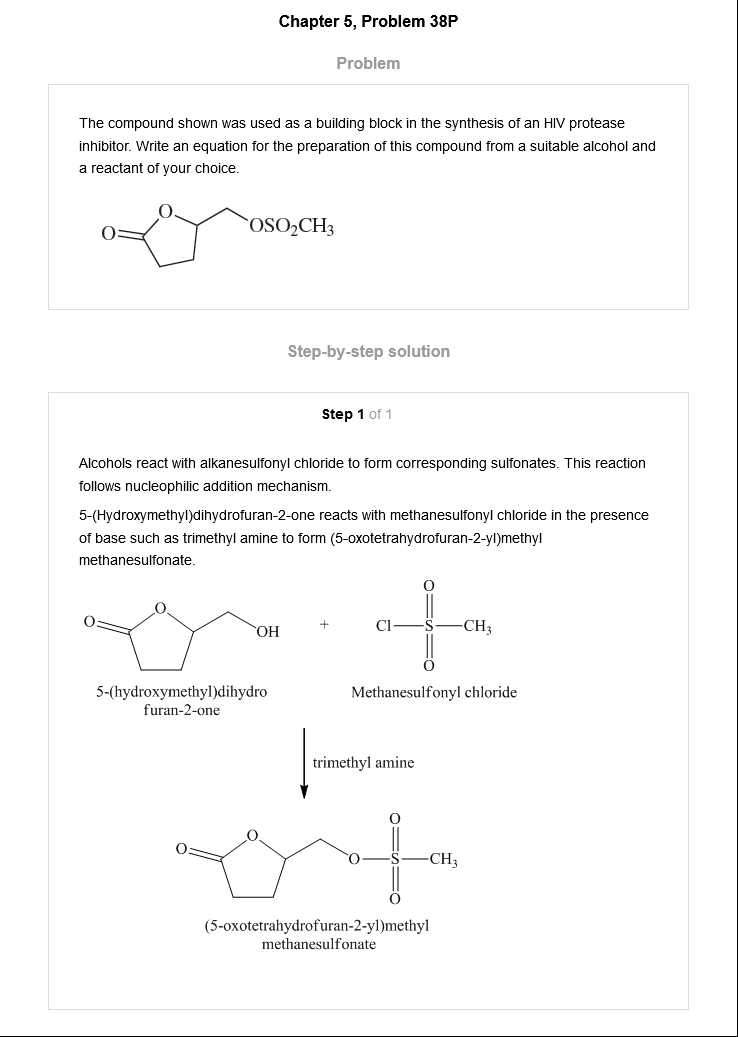 Chapter 5, Problem 38P
Problem
The compound shown was used as a building block in the synthesis of an HIV protease
inhibitor. Write an equation for the preparation of this compound from a suitable alcohol and
a reactant of your choice.
O
O
OSO₂CH₃
Step-by-step solution
Step 1 of 1
Alcohols react with alkanesulfonyl chloride to form corresponding sulfonates. This reaction
follows nucleophilic addition mechanism.
5-(Hydroxymethyl)dihydrofuran-2-one reacts with methanesulfonyl chloride in the presence
of base such as trimethyl amine to form (5-oxotetrahydrofuran-2-yl)methyl
methanesulfonate.
O
O
O
OH
+
Cl
S
CH₃
O
5-(hydroxymethyl)dihydro
furan-2-one
Methanesulfonyl chloride
trimethyl amine
O
O
O
O
S
CH₃
O
(5-oxotetrahydrofuran-2-yl)methyl
methanesulfonate